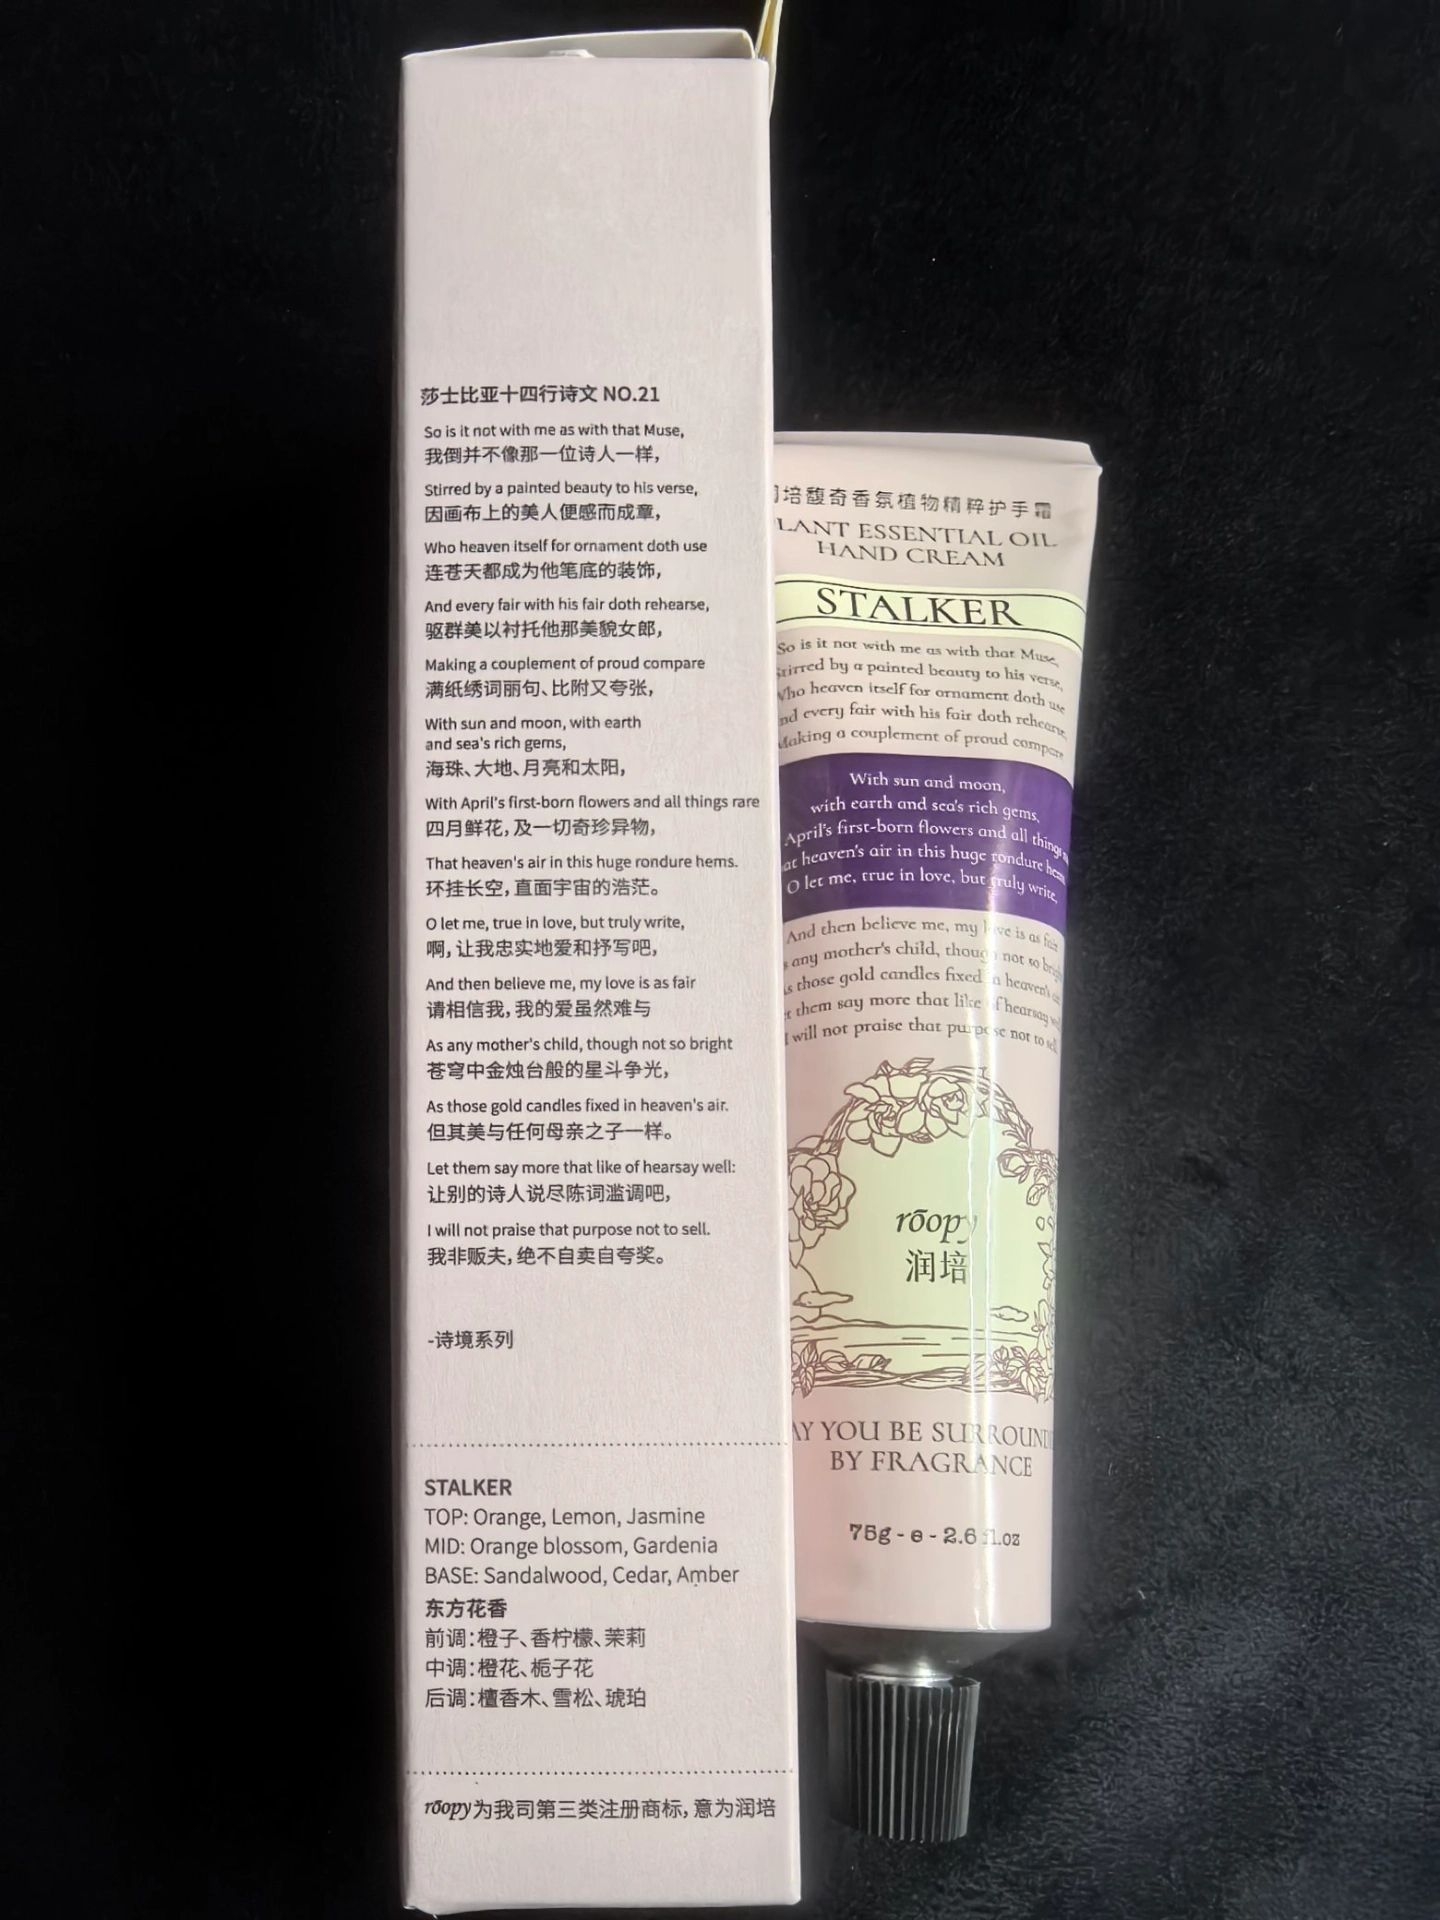 莎士比亚十四行诗文 NO.21
So is it not with me as with that Muse,
我倒并不像那一位诗人一样,
Stirred by a painted beauty to his verse,
因画布上的美人便感而成章,
Who heaven itself for ornament doth use
连苍天都成为他笔底的装饰,
And every fair with his fair doth rehearse,
驱群美以衬托他那美貌女郎,
Making a couplement of proud compare
满纸绣词丽句、比附又夸张,
With sun and moon, with earth
and sea's rich gems,
海珠、大地、月亮和太阳,
With April's first-born flowers and all things rare
四月鲜花,及一切奇珍异物,
That heaven's air in this huge rondure hems.
环挂长空,直面宇宙的浩茫。
O let me, true in love, but truly write,
啊,让我忠实地爱和抒写吧,
And then believe me, my love is as fair
请相信我,我的爱虽然难与
As any mother's child, though not so bright
苍穹中金烛台般的星斗争光,
As those gold candles fixed in heaven's air.
但其美与任何母亲之子一样。
Let them say more that like of hearsay well:
让别的诗人说尽陈词滥调吧,
I will not praise that purpose not to sell.
我非贩夫,绝不自卖自夸奖。
-诗境系列
STALKER
TOP: Orange, Lemon, Jasmine
MID: Orange blossom, Gardenia
BASE: Sandalwood, Cedar, Amber
东方花香
前调:橙子、香柠檬、茉莉
中调:橙花、栀子花
后调:檀香木、雪松、琥珀
rōopy为我司第三类注册商标,意为润培
培馥奇香氛植物精粹护手霜
LANT ESSENTIAL OIL
HAND CREAM
STALKER
So is it not with me as with that Muse,
tirred by a painted beauty to his verse,
Who heaven itself for ornament doth use
nd every fair with his fair doth rehearse,
Making a couplement of proud compare
With sun and moon,
with earth and sea's rich gems,
April's first-born flowers and all things
at heaven's air in this huge rondure hems
O let me, true in love, but truly write,
And then believe me, my love is as fair
s any mother's child, though not so bright
s those gold candles fixed in heaven's air
t them say more that like of hearsay well
I will not praise that purpose not to sell
rōopy
润培
AY YOU BE SURROUNDE
BY FRAGRANCE
75g - e - 2.6 fl.oz